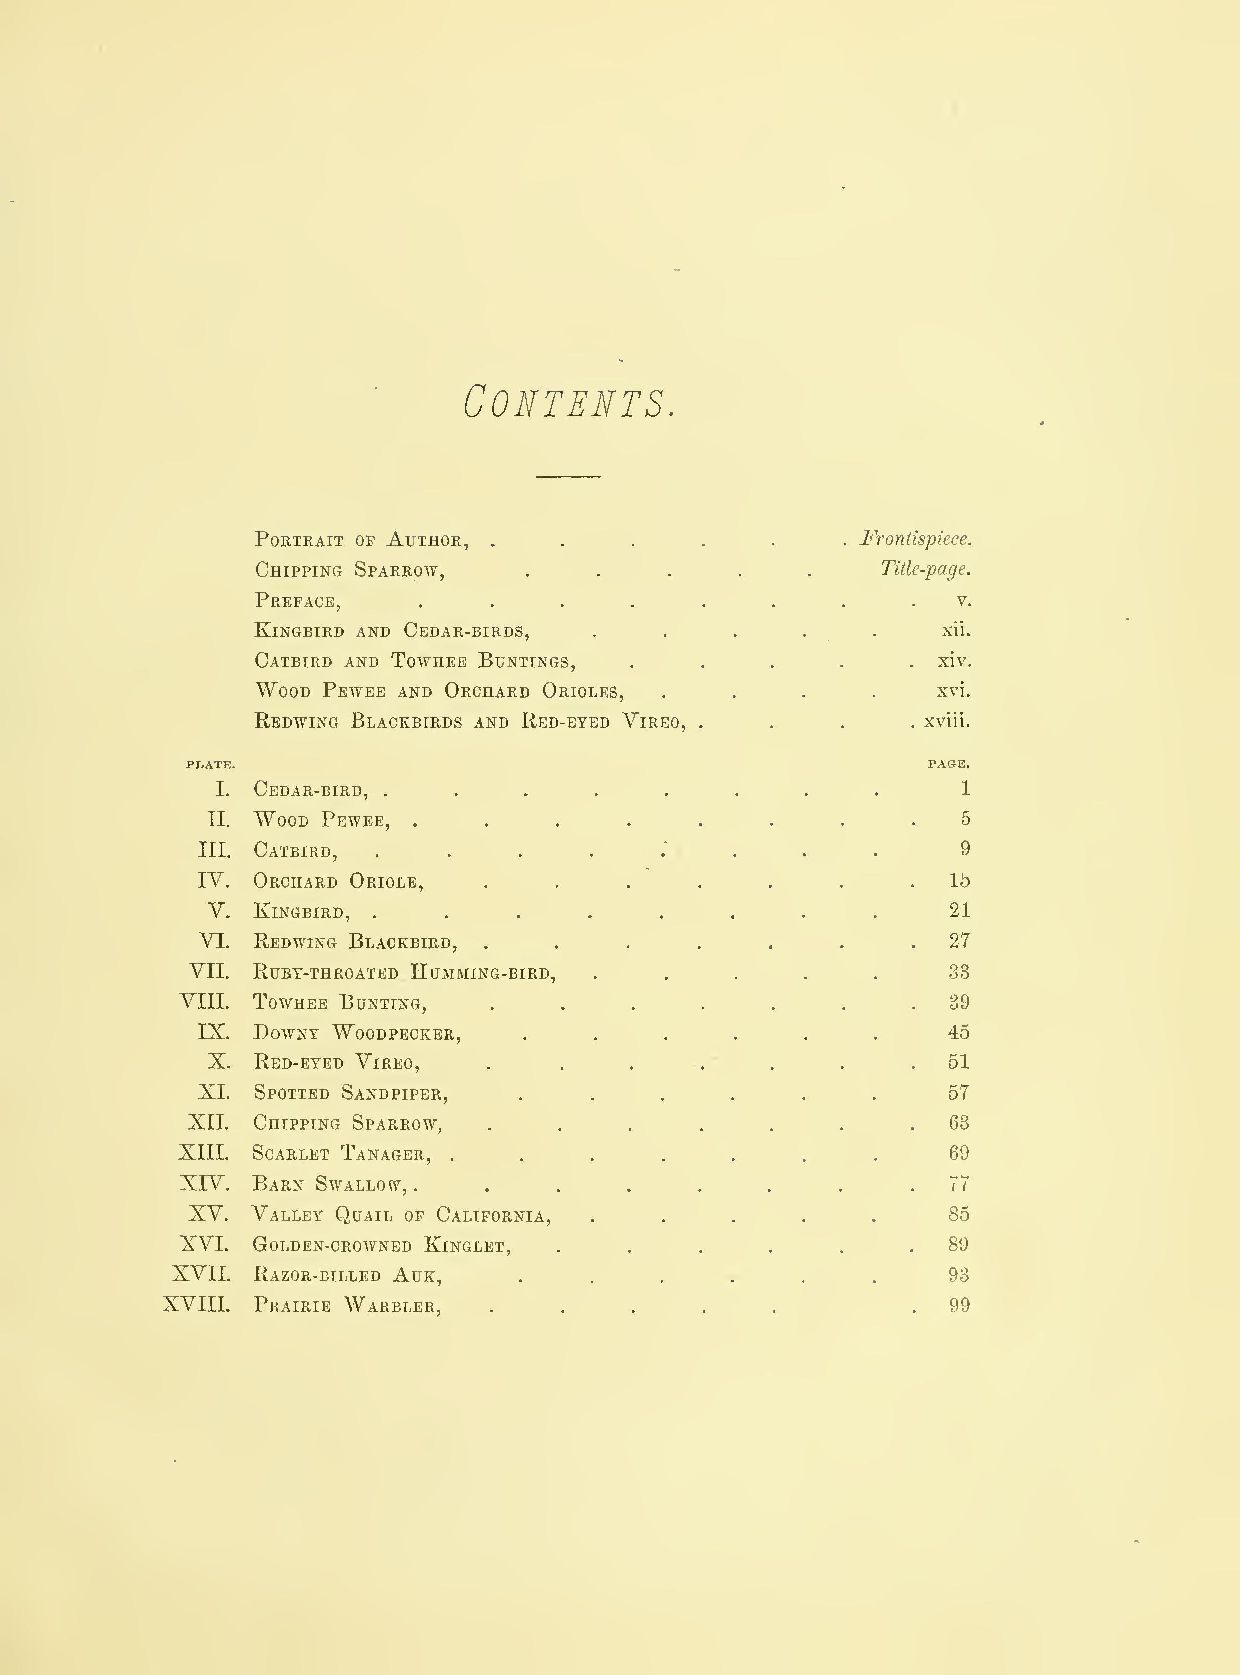 CONTENTS.
PORTRAIT OF AUTHOR, . . . . . . Frontispiece.
CHIPPING SPARROW, . . . . . Title-page.
PREFACE, . . . . . . . . v.
KINGBIRD AND CEDAR-BIRDS, . . . . . xii.
CATBIRD AND TOWHEE BUNTINGS, . . . . . xiv.
WOOD PEWEE AND ORCHARD ORIOLES, . . . . xvi.
REDWING BLACKBIRDS AND RED-EYED VIREO, . . . . xviii.
PLATE. PAGE.
I. CEDAR-BIRD, . . . . . . . . 1
II. WOOD PEWEE, . . . . . . . . 5
III. CATBIRD, . . . . . . . . 9
IV. ORCHARD ORIOLE, . . . . . . . 15
V. KINGBIRD, . . . . . . . . 21
VI. REDWING BLACKBIRD, . . . . . . . 27
VII. RUBY-THROATED HUMMING-BIRD, . . . . . 33
VIII. TOWHEE BUNTING, . . . . . . . 39
IX. DOWNY WOODPECKER, . . . . . . 45
X. RED-EYED VIREO, . . . . . . . 51
XI. SPOTTED SANDPIPER, . . . . . . 57
XII. CHIPPING SPARROW, . . . . . . . 63
XIII. SCARLET TANAGER, . . . . . . . 69
XIV. BARN SWALLOW, . . . . . . . . 77
XV. VALLEY QUAIL OF CALIFORNIA, . . . . . 85
XVI. GOLDEN-CROWNED KINGLET, . . . . . . 89
XVII. RAZOR-BILLED AUK, . . . . . . 93
XVIII. PRAIRIE WARBLER, . . . . . . 99